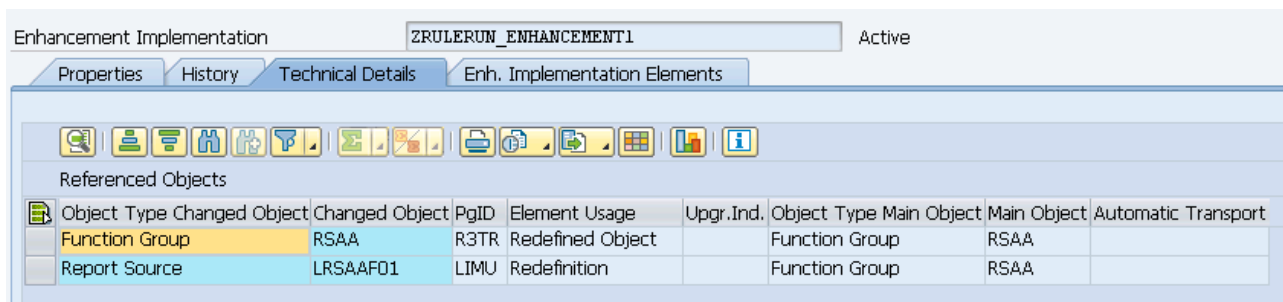 Enhancement Implementation ZRULERUN_ENHANCEMENT1 Active
Properties History Technical Details Enh. Implementation Elements
Referenced Objects
Object Type Changed Object Changed Object PgID Element Usage Upgr.Ind. Object Type Main Object Main Object Automatic Transport
Function Group RSAA R3TR Redefined Object Function Group RSAA
Report Source LRSAAF01 LIMU Redefinition Function Group RSAA